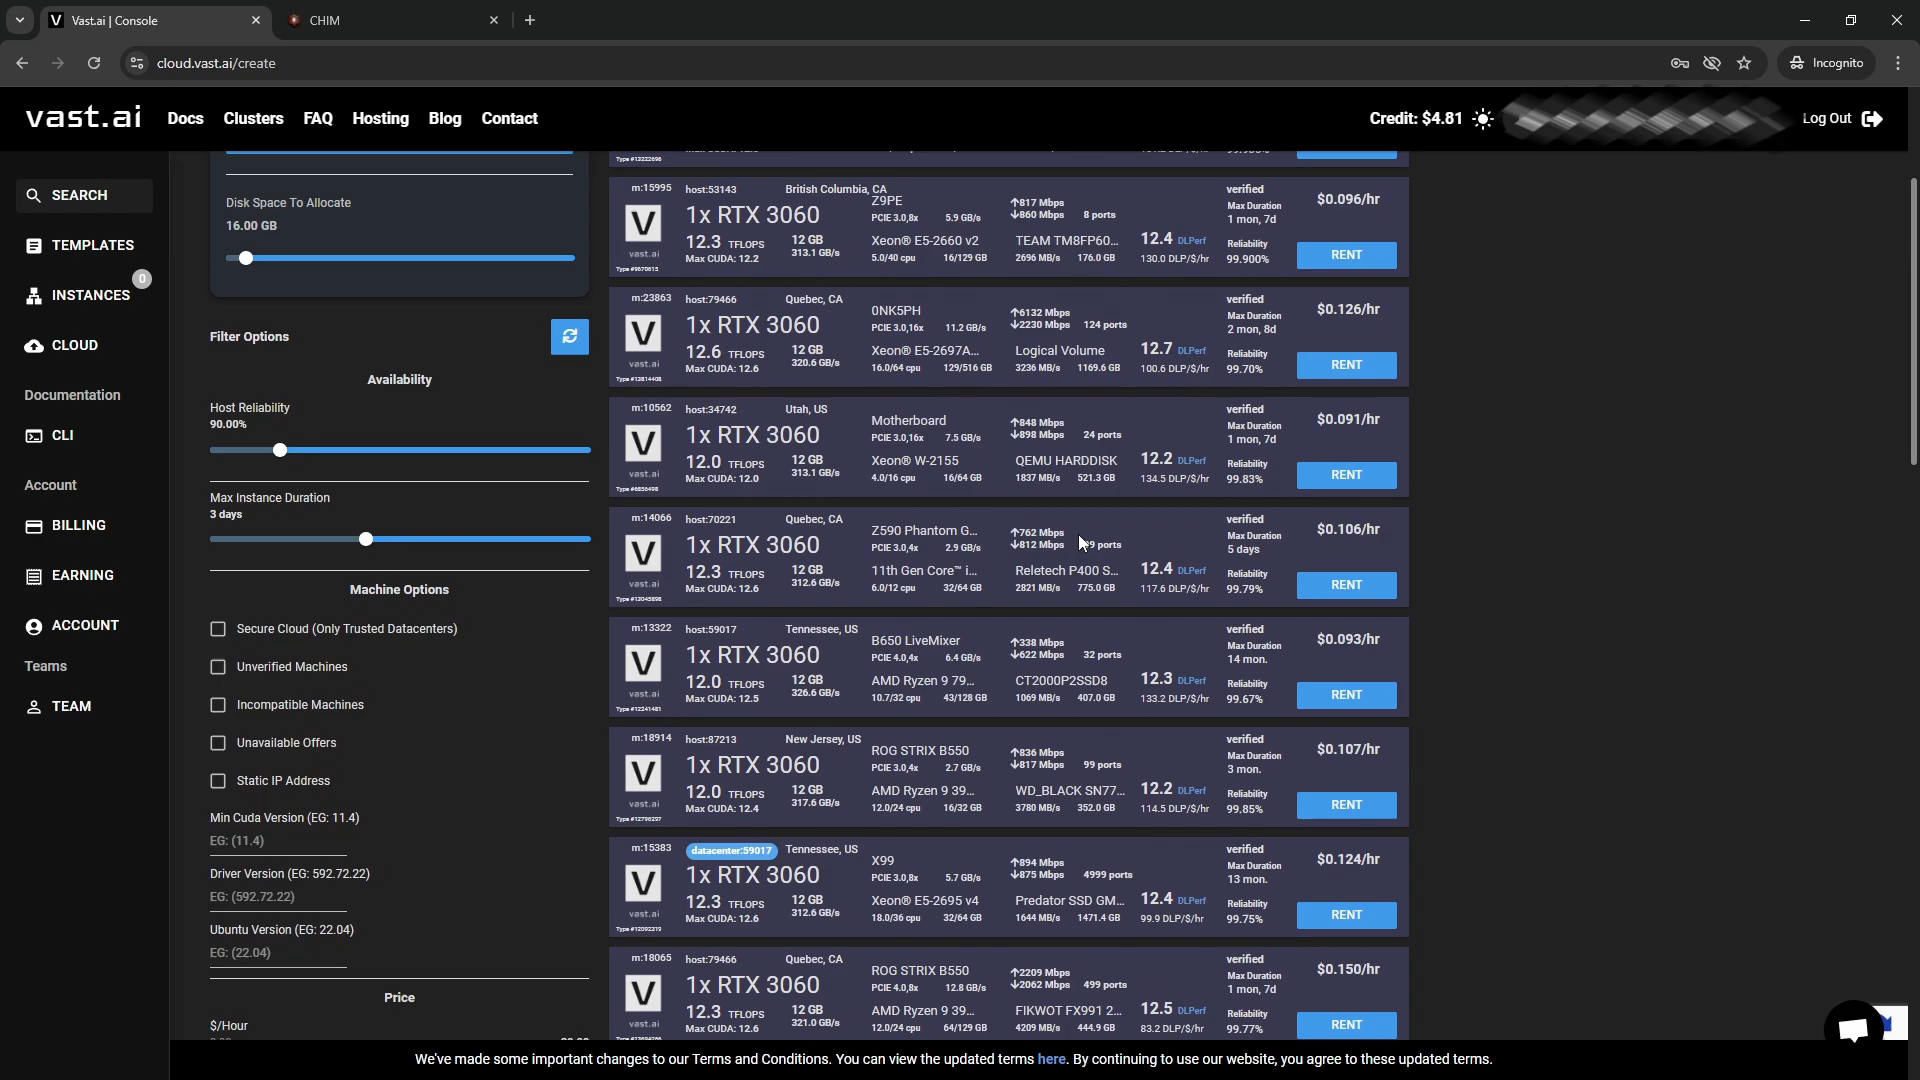 Vast.ai | Console
CHIM
cloud.vast.ai/create
Incognito
vast.ai
Docs
Clusters
FAQ
Hosting
Blog
Contact
Credit: $4.81
Log Out
SEARCH
TEMPLATES
INSTANCES
0
CLOUD
Documentation
CLI
Account
BILLING
EARNING
ACCOUNT
Teams
TEAM
Disk Space To Allocate
16.00 GB
Filter Options
Availability
Host Reliability
90.00%
Max Instance Duration
3 days
Machine Options
Secure Cloud (Only Trusted Datacenters)
Unverified Machines
Incompatible Machines
Unavailable Offers
Static IP Address
Min Cuda Version (EG: 11.4)
EG: (11.4)
Driver Version (EG: 592.72.22)
EG: (592.72.22)
Ubuntu Version (EG: 22.04)
EG: (22.04)
Price
$/Hour
Type #13222696
m:15995 host:53143 British Columbia, CA verified
1x RTX 3060 Z9PE ↑817 Mbps Max Duration $0.096/hr
PCIE 3.0,8x 5.9 GB/s ↓860 Mbps 8 ports 1 mon, 7d
12.3 TFLOPS 12 GB Xeon® E5-2660 v2 TEAM TM8FP60... 12.4 DLPerf Reliability
vast.ai Max CUDA: 12.2 313.1 GB/s 5.0/40 cpu 16/129 GB 2696 MB/s 176.0 GB 130.0 DLP/$/hr 99.900% RENT
Type #9670615
m:23863 host:79466 Quebec, CA verified
1x RTX 3060 0NK5PH ↑6132 Mbps Max Duration $0.126/hr
PCIE 3.0,16x 11.2 GB/s ↓2230 Mbps 124 ports 2 mon, 8d
12.6 TFLOPS 12 GB Xeon® E5-2697A... Logical Volume 12.7 DLPerf Reliability
vast.ai Max CUDA: 12.6 320.6 GB/s 16.0/64 cpu 129/516 GB 3236 MB/s 1169.6 GB 100.6 DLP/$/hr 99.70% RENT
Type #13814408
m:10562 host:34742 Utah, US verified
1x RTX 3060 Motherboard ↑848 Mbps Max Duration $0.091/hr
PCIE 3.0,16x 7.5 GB/s ↓898 Mbps 24 ports 1 mon, 7d
12.0 TFLOPS 12 GB Xeon® W-2155 QEMU HARDDISK 12.2 DLPerf Reliability
vast.ai Max CUDA: 12.0 313.1 GB/s 4.0/16 cpu 16/64 GB 1837 MB/s 521.3 GB 134.5 DLP/$/hr 99.83% RENT
Type #6856498
m:14066 host:70221 Quebec, CA verified
1x RTX 3060 Z590 Phantom G... ↑762 Mbps Max Duration $0.106/hr
PCIE 3.0,4x 2.9 GB/s ↓812 Mbps ports 5 days
12.3 TFLOPS 12 GB 11th Gen Core™ i... Reletech P400 S... 12.4 DLPerf Reliability
vast.ai Max CUDA: 12.6 312.6 GB/s 6.0/12 cpu 32/64 GB 2821 MB/s 775.0 GB 117.6 DLP/$/hr 99.79% RENT
Type #13045898
m:13322 host:59017 Tennessee, US verified
1x RTX 3060 B650 LiveMixer ↑338 Mbps Max Duration $0.093/hr
PCIE 4.0,4x 6.4 GB/s ↓622 Mbps 32 ports 14 mon.
12.0 TFLOPS 12 GB AMD Ryzen 9 79... CT2000P2SSD8 12.3 DLPerf Reliability
vast.ai Max CUDA: 12.5 326.6 GB/s 10.7/32 cpu 43/128 GB 1069 MB/s 407.0 GB 133.2 DLP/$/hr 99.67% RENT
Type #12241481
m:18914 host:87213 New Jersey, US verified
1x RTX 3060 ROG STRIX B550 ↑836 Mbps Max Duration $0.107/hr
PCIE 3.0,4x 2.7 GB/s ↓817 Mbps 99 ports 3 mon.
12.0 TFLOPS 12 GB AMD Ryzen 9 39... WD_BLACK SN77... 12.2 DLPerf Reliability
vast.ai Max CUDA: 12.4 317.6 GB/s 12.0/24 cpu 16/32 GB 3780 MB/s 352.0 GB 114.5 DLP/$/hr 99.85% RENT
Type #12796297
m:15383 datacenter:59017 Tennessee, US verified
1x RTX 3060 X99 ↑894 Mbps Max Duration $0.124/hr
PCIE 3.0,8x 5.7 GB/s ↓875 Mbps 4999 ports 13 mon.
12.3 TFLOPS 12 GB Xeon® E5-2695 v4 Predator SSD GM... 12.4 DLPerf Reliability
vast.ai Max CUDA: 12.6 312.6 GB/s 18.0/36 cpu 32/64 GB 1644 MB/s 1471.4 GB 99.9 DLP/$/hr 99.75% RENT
Type #12092319
m:18065 host:79466 Quebec, CA verified
1x RTX 3060 ROG STRIX B550 ↑2209 Mbps Max Duration $0.150/hr
PCIE 4.0,8x 12.8 GB/s ↓2062 Mbps 499 ports 1 mon, 7d
12.3 TFLOPS 12 GB AMD Ryzen 9 39... FIKWOT FX991 2... 12.5 DLPerf Reliability
vast.ai Max CUDA: 12.6 321.0 GB/s 12.0/24 cpu 64/129 GB 4209 MB/s 444.9 GB 83.2 DLP/$/hr 99.77% RENT
We've made some important changes to our Terms and Conditions. You can view the updated terms here. By continuing to use our website, you agree to these updated terms.